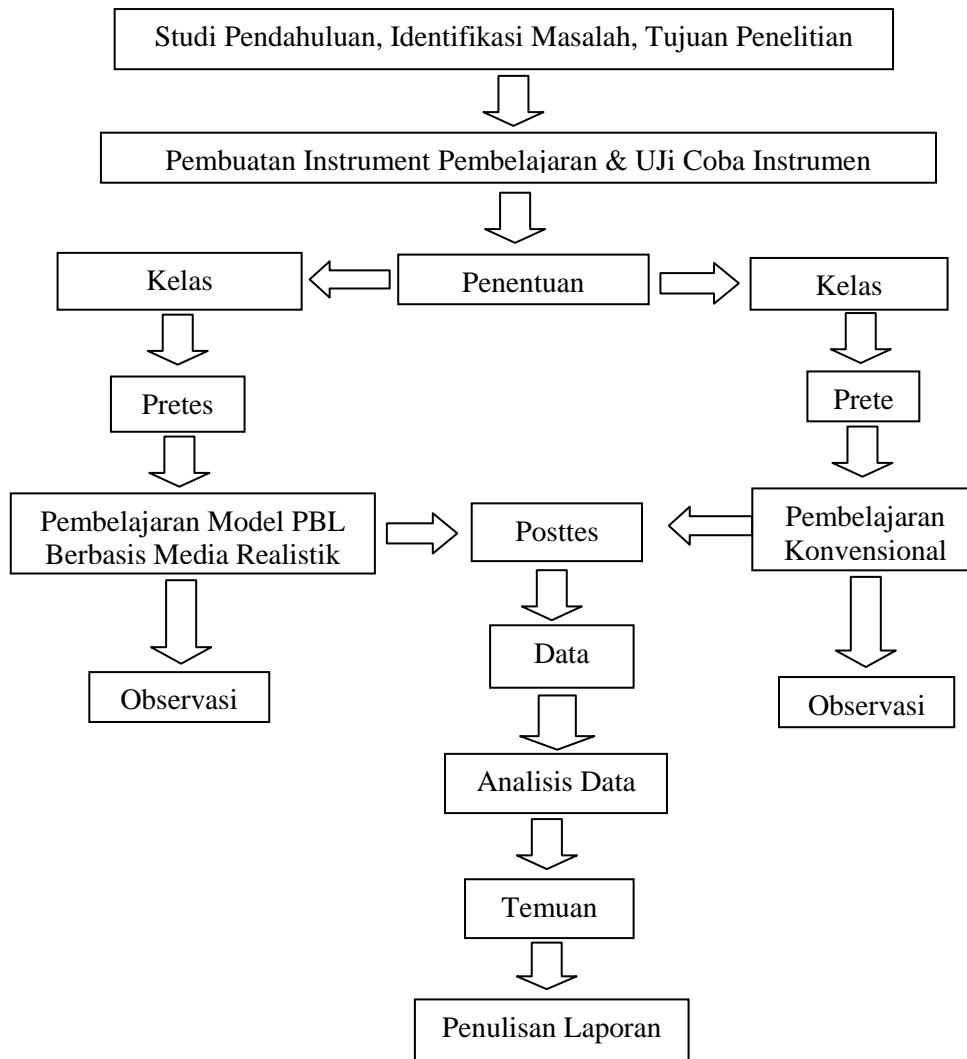 Studi Pendahuluan, Identifikasi Masalah, Tujuan Penelitian
Pembuatan Instrument Pembelajaran & UJi Coba Instrumen
Kelas
Penentuan
Kelas
Pretes
Prete
Pembelajaran Model PBL
Berbasis Media Realistik
Posttes
Pembelajaran
Konvensional
Data
Observasi
Observasi
Analisis Data
Temuan
Penulisan Laporan